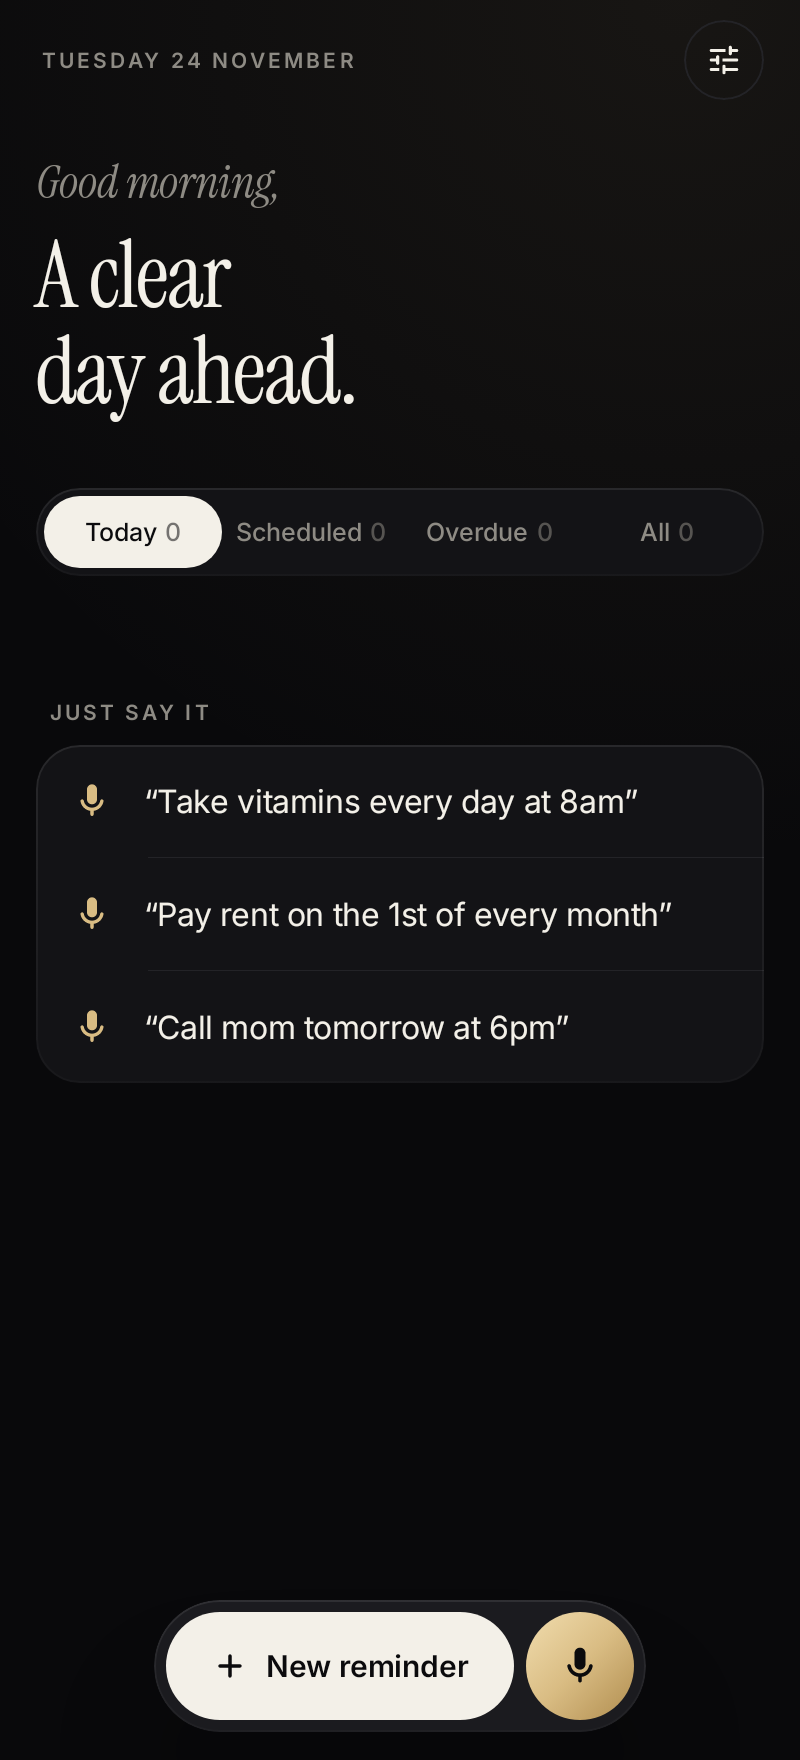 TUESDAY 24 NOVEMBER
Good morning,
A clear
day ahead.
Today 0 Scheduled 0 Overdue 0 All 0
JUST SAY IT
“Take vitamins every day at 8am”
“Pay rent on the 1st of every month”
“Call mom tomorrow at 6pm”
New reminder